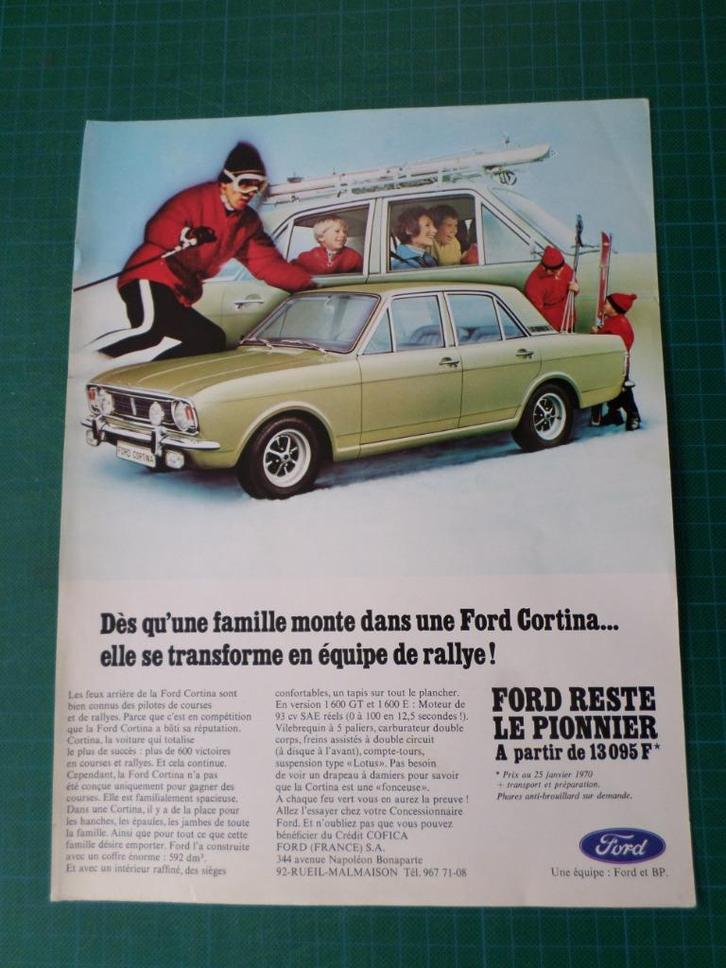 FORD CORTINA
Dès qu'une famille monte dans une Ford Cortina...
elle se transforme en équipe de rallye!
Les feux arrière de la Ford Cortina sont
bien connus des pilotes de courses
et de rallyes. Parce que c'est en compétition
que la Ford Cortina a bâti sa réputation.
Cortina, la voiture qui totalise
le plus de succès : plus de 600 victoires
en courses et rallyes. Et cela continue.
Cependant, la Ford Cortina n'a pas
été conçue uniquement pour gagner des
courses. Elle est familialement spacieuse.
Dans une Cortina, il y a de la place pour
les hanches, les épaules, les jambes de toute
la famille. Ainsi que pour tout ce que cette
famille désire emporter. Ford l'a construite
avec un coffre énorme : 592 dm³.
Et avec un intérieur raffiné, des sièges
confortables, un tapis sur tout le plancher.
En version 1 600 GT et 1 600 E : Moteur de
93 cv SAE réels (0 à 100 en 12,5 secondes !).
Vilebrequin à 5 paliers, carburateur double
corps, freins assistés à double circuit
(à disque à l'avant), compte-tours,
suspension type «Lotus». Pas besoin
de voir un drapeau à damiers pour savoir
que la Cortina est une «fonceuse».
A chaque feu vert vous en aurez la preuve !
Allez l'essayer chez votre Concessionnaire
Ford. Et n'oubliez pas que vous pouvez
bénéficier du Crédit COFICA
FORD (FRANCE) S.A.
344 avenue Napoléon Bonaparte
92-RUEIL-MALMAISON Tél. 967 71-08
FORD RESTE
LE PIONNIER
A partir de 13095 F*
* Prix au 25 janvier 1970
+ transport et préparation.
Phares anti-brouillard sur demande.
Ford
Une équipe : Ford et BP.